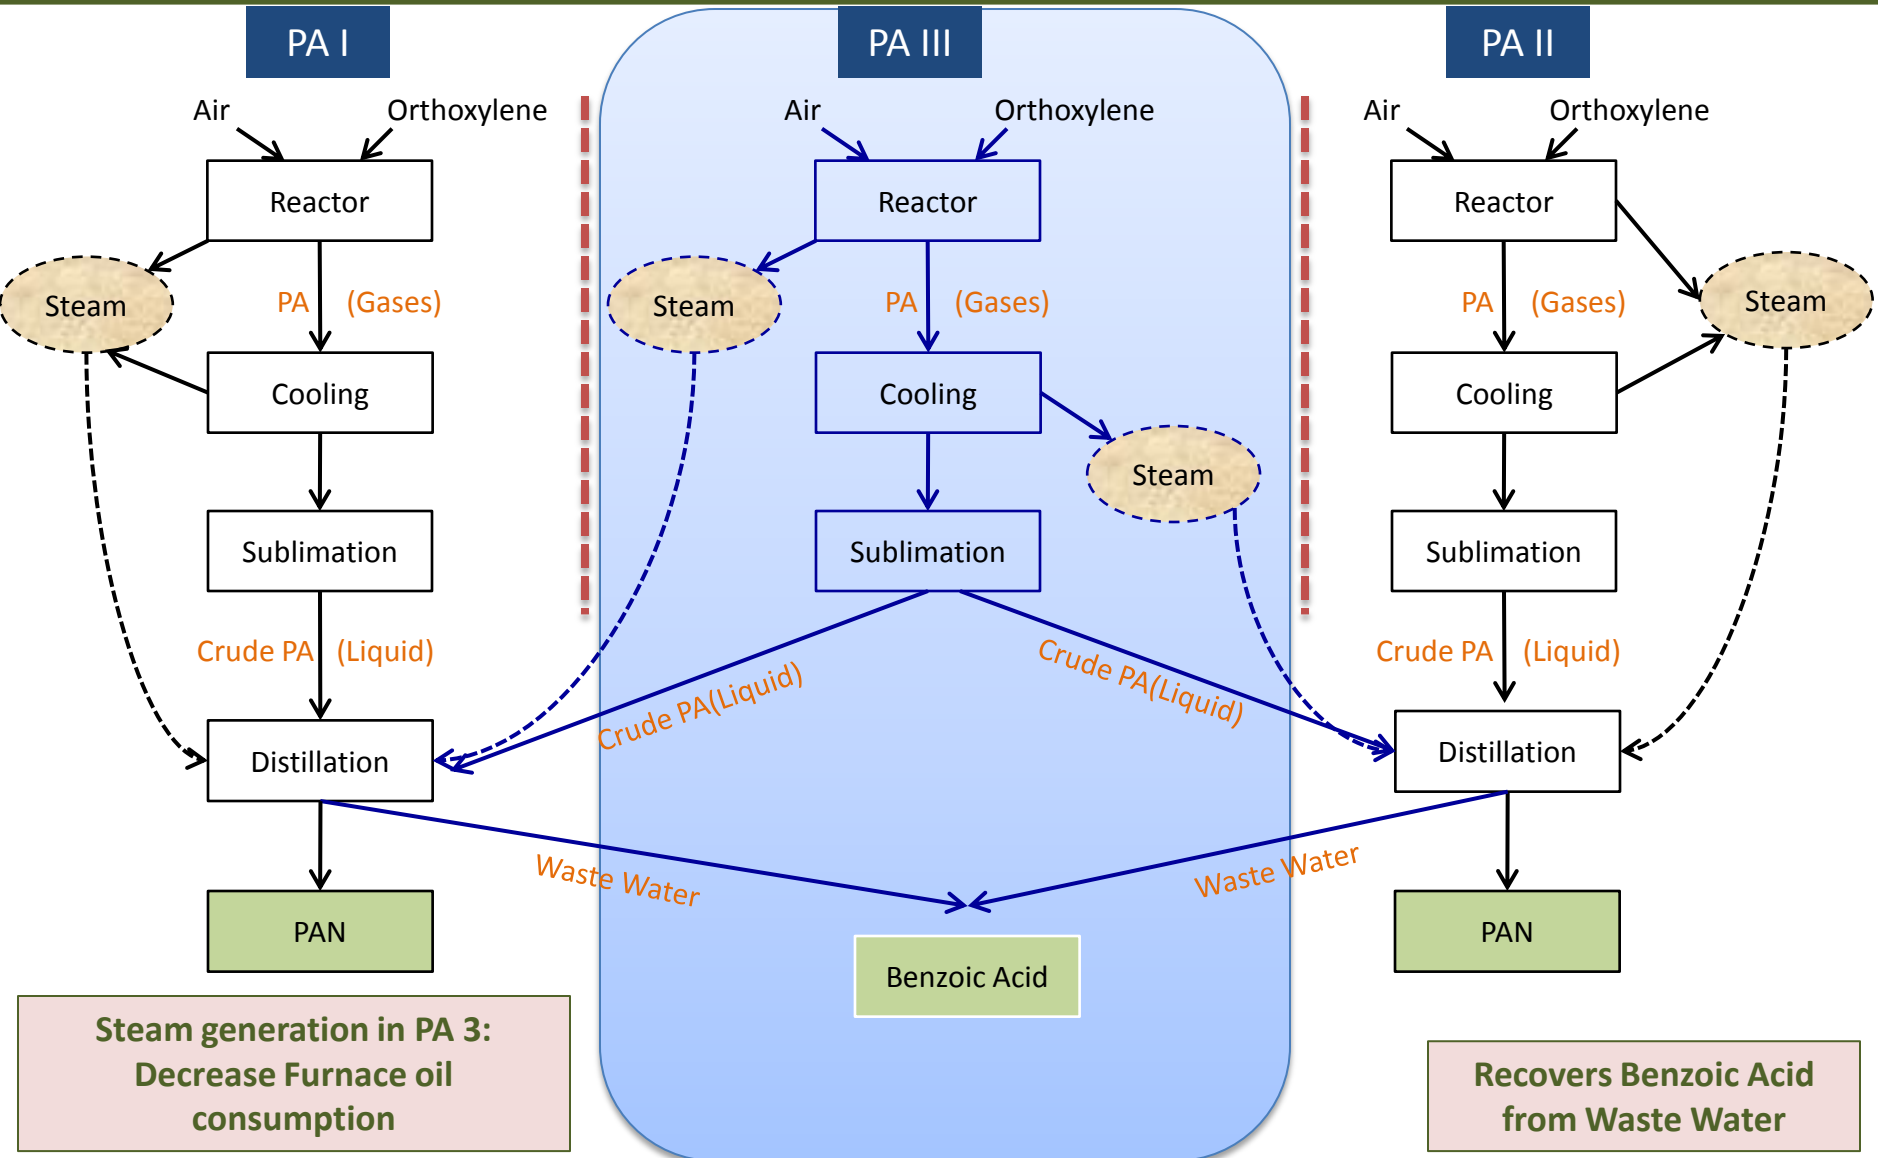 PA I
PA III
PA II
Air
Orthoxylene
Air
Orthoxylene
Air
Orthoxylene
Reactor
Reactor
Reactor
Steam
PA (Gases)
Steam
PA (Gases)
PA (Gases)
Steam
Cooling
Cooling
Cooling
Steam
Sublimation
Sublimation
Sublimation
Crude PA (Liquid)
Crude PA(Liquid)
Crude PA(Liquid)
Crude PA (Liquid)
Distillation
Distillation
Waste Water
Waste Water
PAN
Benzoic Acid
PAN
Steam generation in PA 3:
Decrease Furnace oil
consumption
Recovers Benzoic Acid
from Waste Water